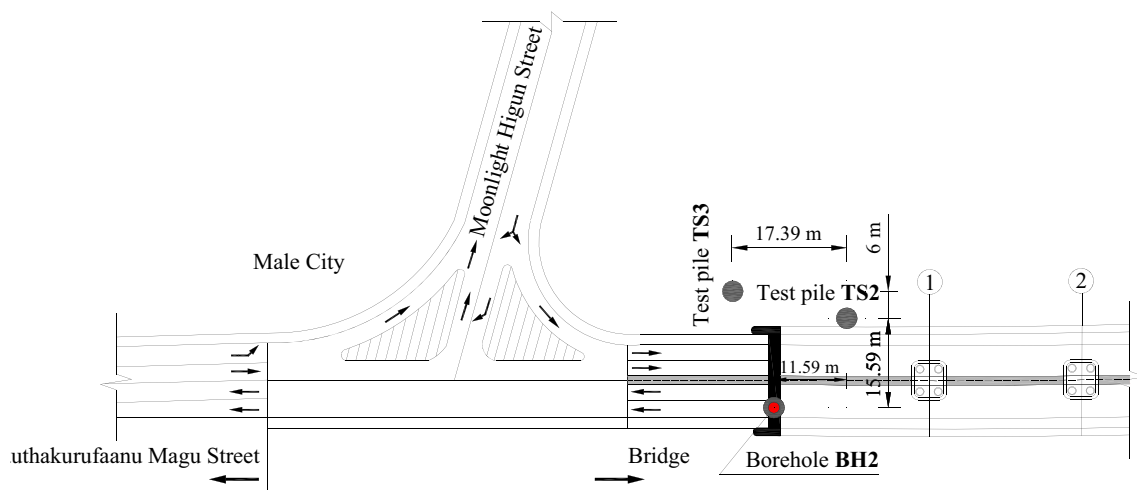 Moonlight Higun Street
Male City
Test pile TS3
17.39 m
6 m
Test pile TS2
1
2
11.59 m
15.59 m
uthakurufaanu Magu Street
Bridge
Borehole BH2